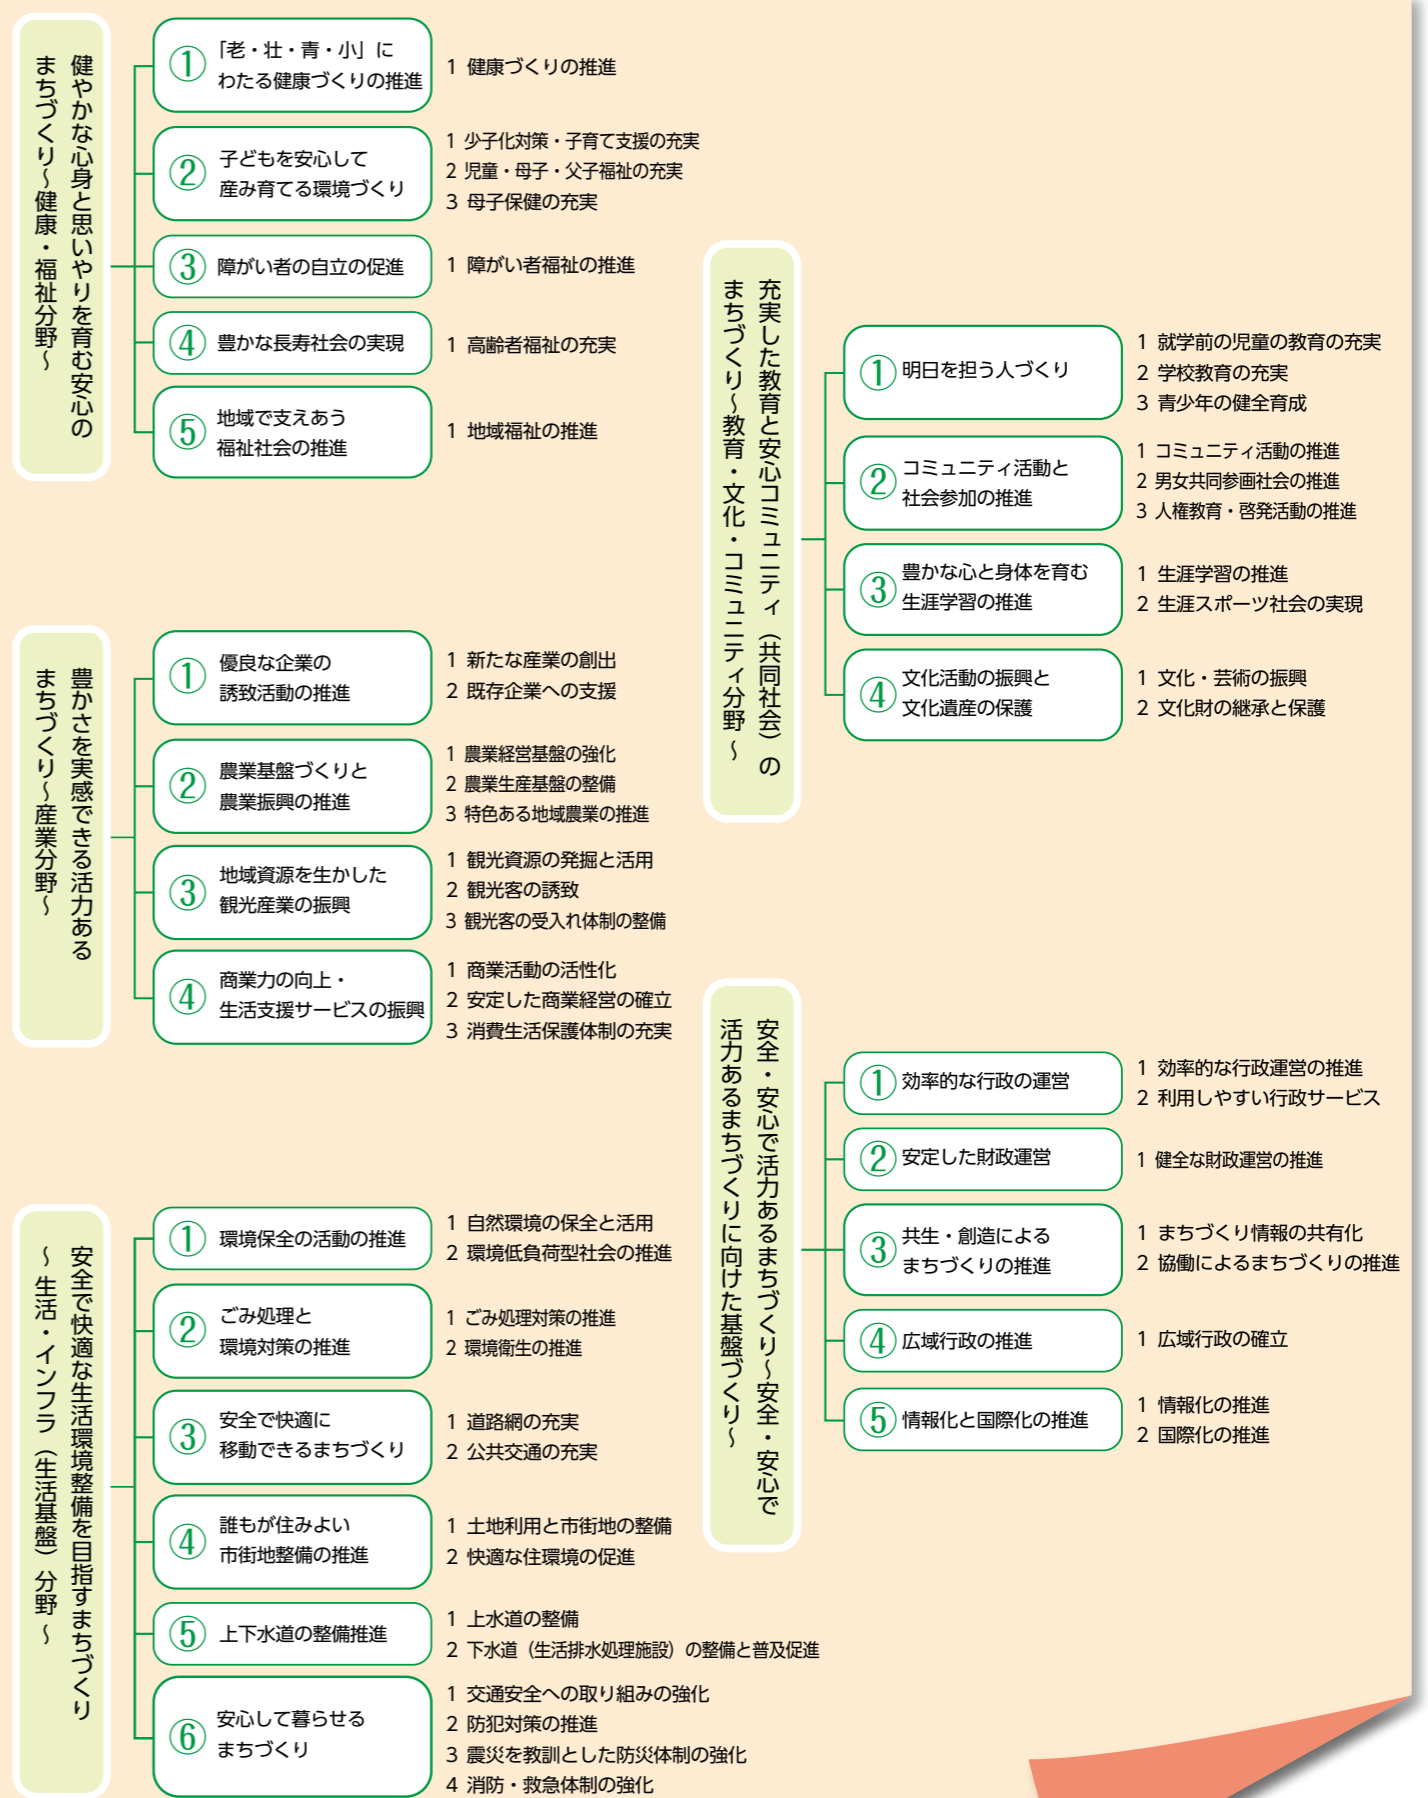 健やかな心身と思いやりを育む安心の
まちづくり～健康・福祉分野～
① 「老・壮・青・小」に
わたる健康づくりの推進
1 健康づくりの推進
② 子どもを安心して
産み育てる環境づくり
1 少子化対策・子育て支援の充実
2 児童・母子・父子福祉の充実
3 母子保健の充実
③ 障がい者の自立の促進
1 障がい者福祉の推進
④ 豊かな長寿社会の実現
1 高齢者福祉の充実
⑤ 地域で支えあう
福祉社会の推進
1 地域福祉の推進
豊かさを実感できる活力ある
まちづくり～産業分野～
① 優良な企業の
誘致活動の推進
1 新たな産業の創出
2 既存企業への支援
② 農業基盤づくりと
農業振興の推進
1 農業経営基盤の強化
2 農業生産基盤の整備
3 特色ある地域農業の推進
③ 地域資源を生かした
観光産業の振興
1 観光資源の発掘と活用
2 観光客の誘致
3 観光客の受入れ体制の整備
④ 商業力の向上・
生活支援サービスの振興
1 商業活動の活性化
2 安定した商業経営の確立
3 消費生活保護体制の充実
安全で快適な生活環境整備を目指すまちづくり
～生活・インフラ（生活基盤）分野～
① 環境保全の活動の推進
1 自然環境の保全と活用
2 環境低負荷型社会の推進
② ごみ処理と
環境対策の推進
1 ごみ処理対策の推進
2 環境衛生の推進
③ 安全で快適に
移動できるまちづくり
1 道路網の充実
2 公共交通の充実
④ 誰もが住みよい
市街地整備の推進
1 土地利用と市街地の整備
2 快適な住環境の促進
⑤ 上下水道の整備推進
1 上水道の整備
2 下水道（生活排水処理施設）の整備と普及促進
⑥ 安心して暮らせる
まちづくり
1 交通安全への取り組みの強化
2 防犯対策の推進
3 震災を教訓とした防災体制の強化
4 消防・救急体制の強化
充実した教育と安心コミュニティ（共同社会）の
まちづくり～教育・文化・コミュニティ分野～
① 明日を担う人づくり
1 就学前の児童の教育の充実
2 学校教育の充実
3 青少年の健全育成
② コミュニティ活動と
社会参加の推進
1 コミュニティ活動の推進
2 男女共同参画社会の推進
3 人権教育・啓発活動の推進
③ 豊かな心と身体を育む
生涯学習の推進
1 生涯学習の推進
2 生涯スポーツ社会の実現
④ 文化活動の振興と
文化遺産の保護
1 文化・芸術の振興
2 文化財の継承と保護
安全・安心で活力あるまちづくり～安全・安心で
活力あるまちづくりに向けた基盤づくり～
① 効率的な行政の運営
1 効率的な行政運営の推進
2 利用しやすい行政サービス
② 安定した財政運営
1 健全な財政運営の推進
③ 共生・創造による
まちづくりの推進
1 まちづくり情報の共有化
2 協働によるまちづくりの推進
④ 広域行政の推進
1 広域行政の確立
⑤ 情報化と国際化の推進
1 情報化の推進
2 国際化の推進